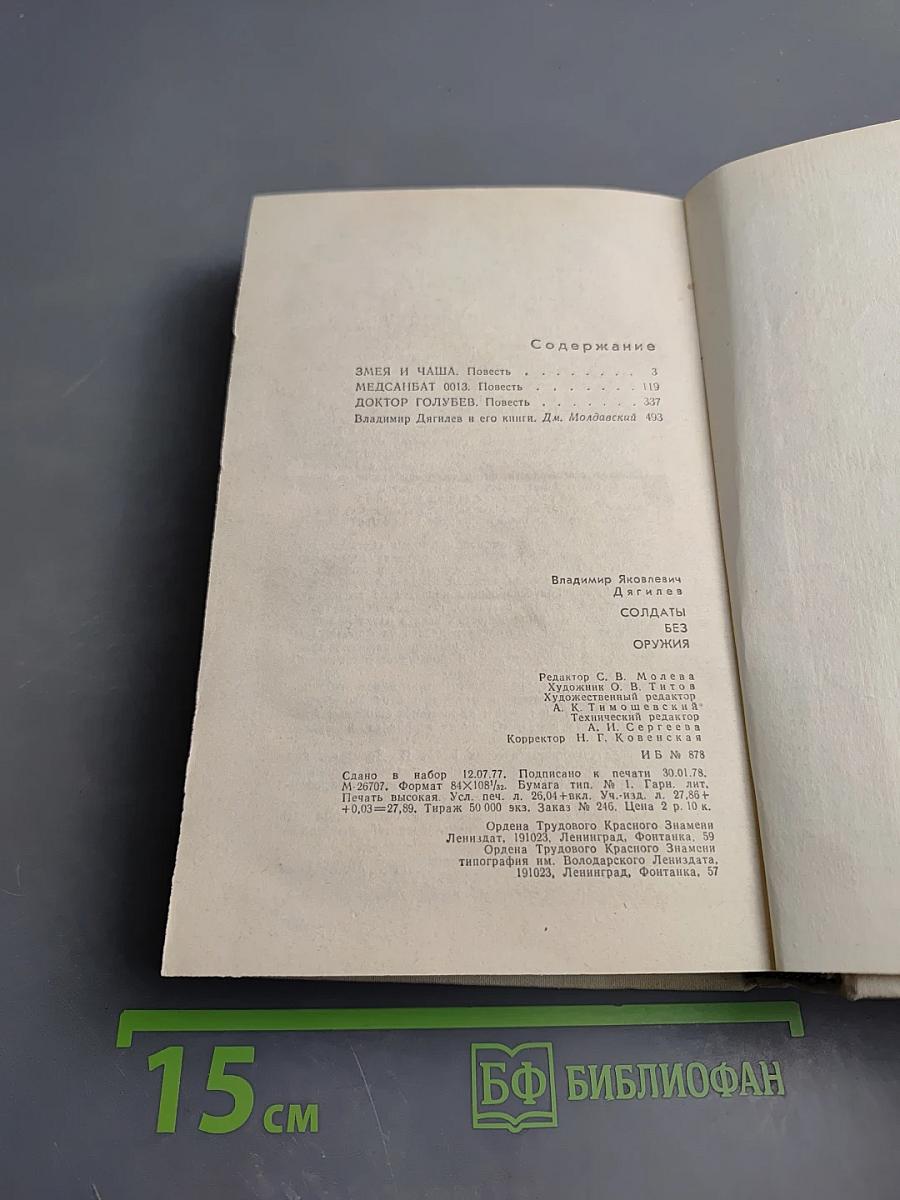 Содержание
ЗМЕЯ И ЧАША. Повесть . . . . . . . . 3
МЕДСАНБАТ 0013. Повесть . . . . . . . 119
ДОКТОР ГОЛУБЕВ. Повесть . . . . . . . 337
Владимир Дягилев и его книги. Дм. Молдавский 493
Владимир Яковлевич
Дягилев
СОЛДАТЫ
БЕЗ
ОРУЖИЯ
Редактор С. В. Молева
Художник О. В. Титов
Художественный редактор
А. К. Тимошевский
Технический редактор
А. И. Сергеева
Корректор Н. Г. Ковенская
ИБ № 878
Сдано в набор 12.07.77. Подписано к печати 30.01.78.
М-26707. Формат 84×108¹/₃₂. Бумага тип. № 1. Гарн. лит.
Печать высокая. Усл. печ. л. 26,04+вкл. Уч.-изд. л. 27,86+
+0,03=27,89. Тираж 50 000 экз. Заказ № 246. Цена 2 р. 10 к.
Ордена Трудового Красного Знамени
Лениздат, 191023, Ленинград, Фонтанка, 59
Ордена Трудового Красного Знамени
типография им. Володарского Лениздата,
191023, Ленинград, Фонтанка, 57
15 см
БФ БИБЛИОФАН